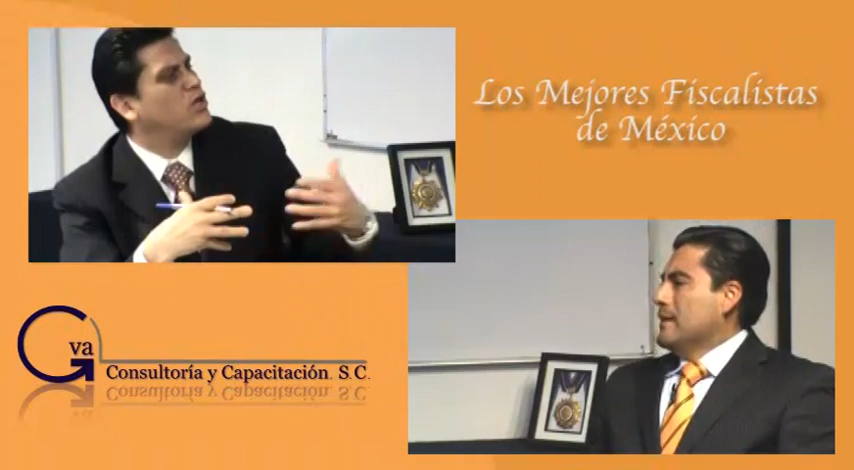 Los Mejores Fiscalistas
de México
Gva
Consultoría y Capacitación. S.C.